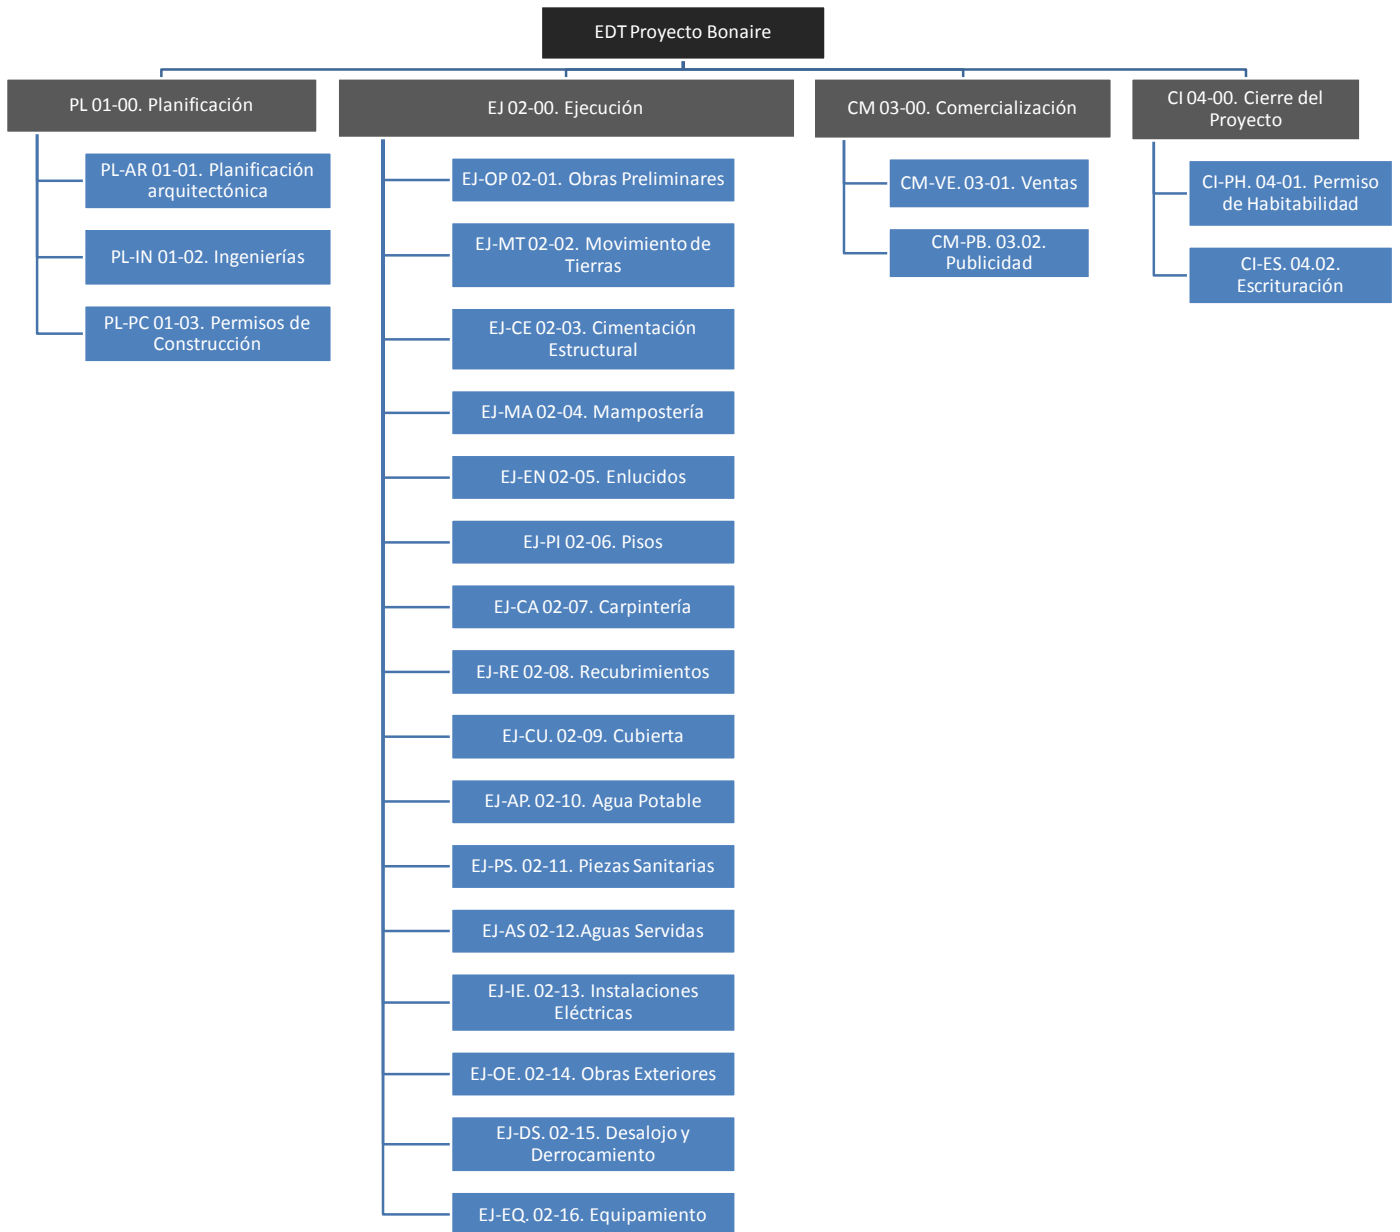 EDT Proyecto Bonaire
PL 01-00. Planificación
PL-AR 01-01. Planificación
arquitectónica
PL-IN 01-02. Ingenierías
PL-PC 01-03. Permisos de
Construcción
EJ 02-00. Ejecución
EJ-OP 02-01. Obras Preliminares
EJ-MT 02-02. Movimiento de
Tierras
EJ-CE 02-03. Cimentación
Estructural
EJ-MA 02-04. Mampostería
EJ-EN 02-05. Enlucidos
EJ-PI 02-06. Pisos
EJ-CA 02-07. Carpintería
EJ-RE 02-08. Recubrimientos
EJ-CU. 02-09. Cubierta
EJ-AP. 02-10. Agua Potable
EJ-PS. 02-11. Piezas Sanitarias
EJ-AS 02-12.Aguas Servidas
EJ-IE. 02-13. Instalaciones
Eléctricas
EJ-OE. 02-14. Obras Exteriores
EJ-DS. 02-15. Desalojo y
Derrocamiento
EJ-EQ. 02-16. Equipamiento
CM 03-00. Comercialización
CM-VE. 03-01. Ventas
CM-PB. 03.02.
Publicidad
CI 04-00. Cierre del
Proyecto
CI-PH. 04-01. Permiso
de Habitabilidad
CI-ES. 04.02.
Escrituración